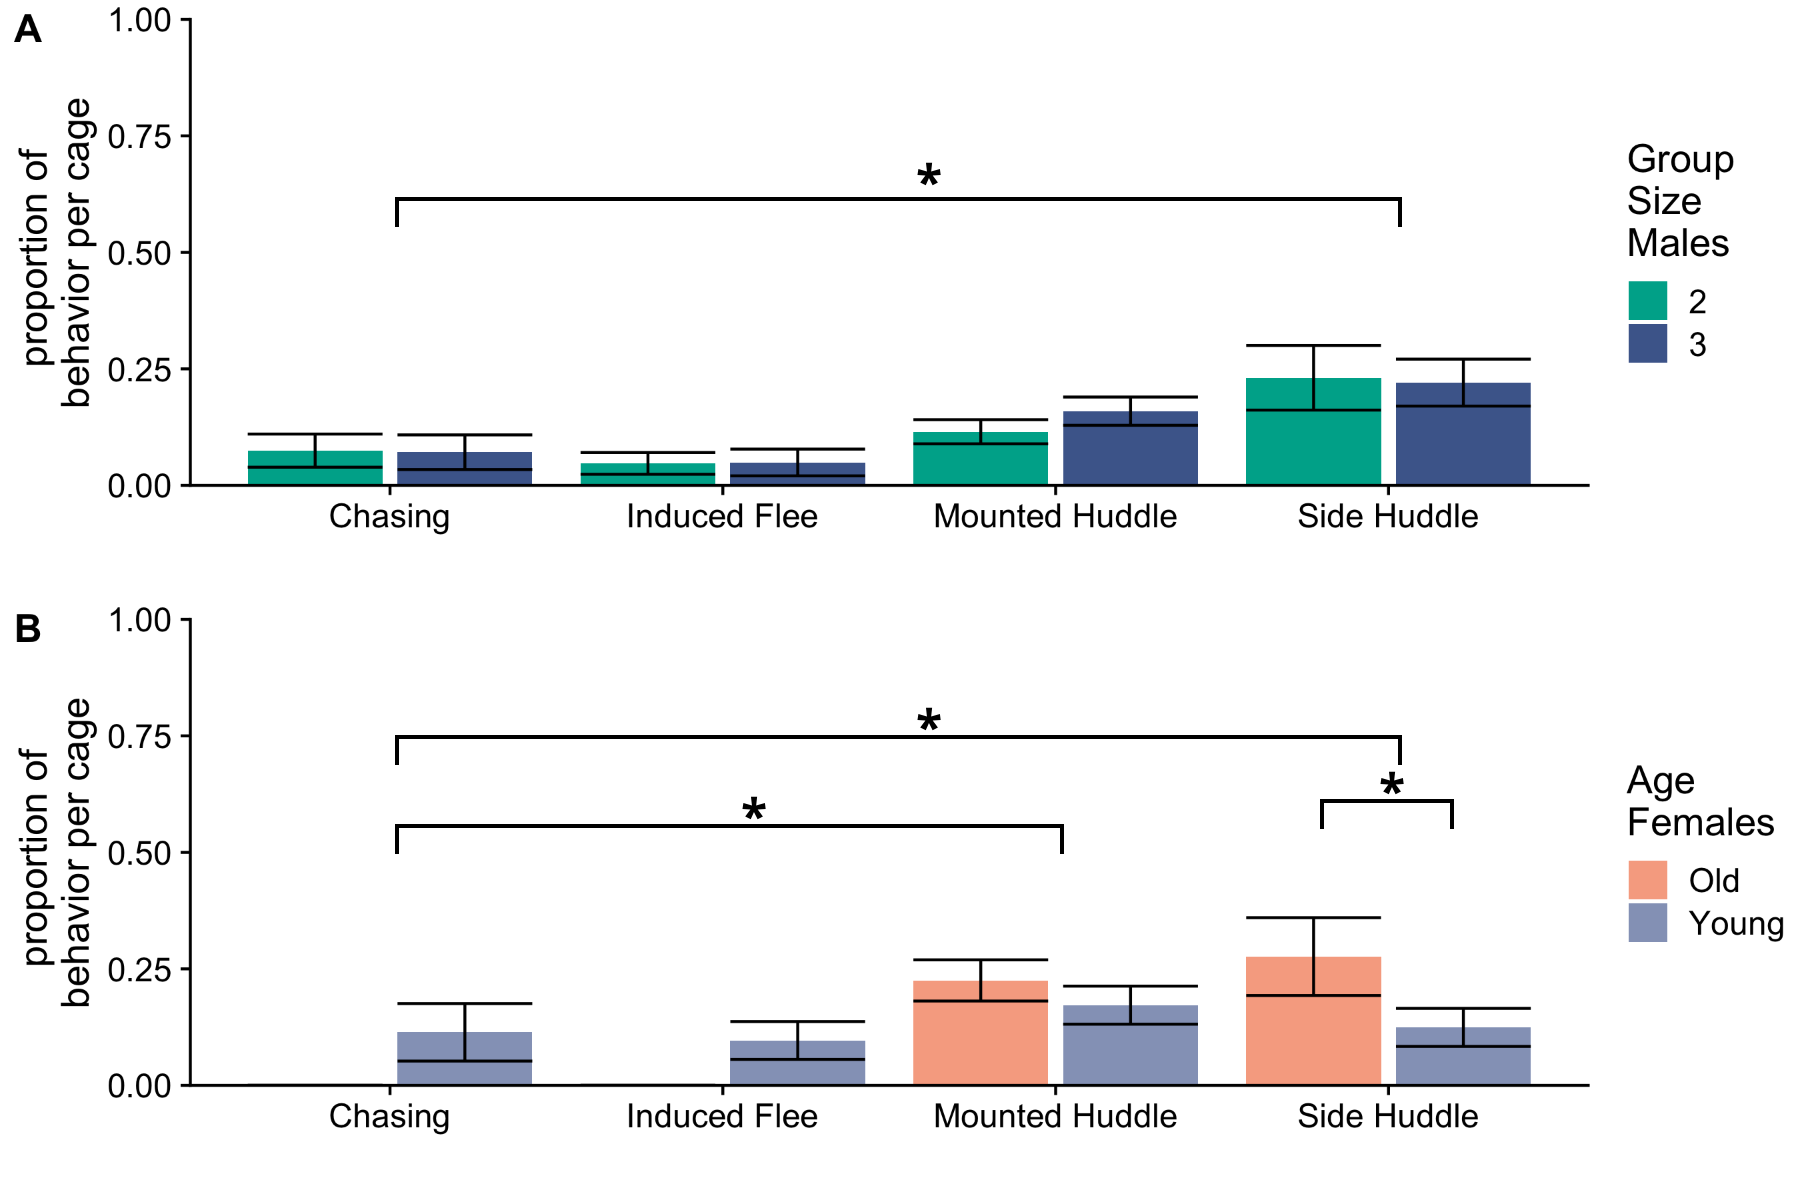 A
1.00
0.75
0.50
0.25
0.00
proportion of
behavior per cage
*
Chasing
Induced Flee
Mounted Huddle
Side Huddle
Group
Size
Males
2
3
B
1.00
0.75
0.50
0.25
0.00
proportion of
behavior per cage
*
*
*
Chasing
Induced Flee
Mounted Huddle
Side Huddle
Age
Females
Old
Young